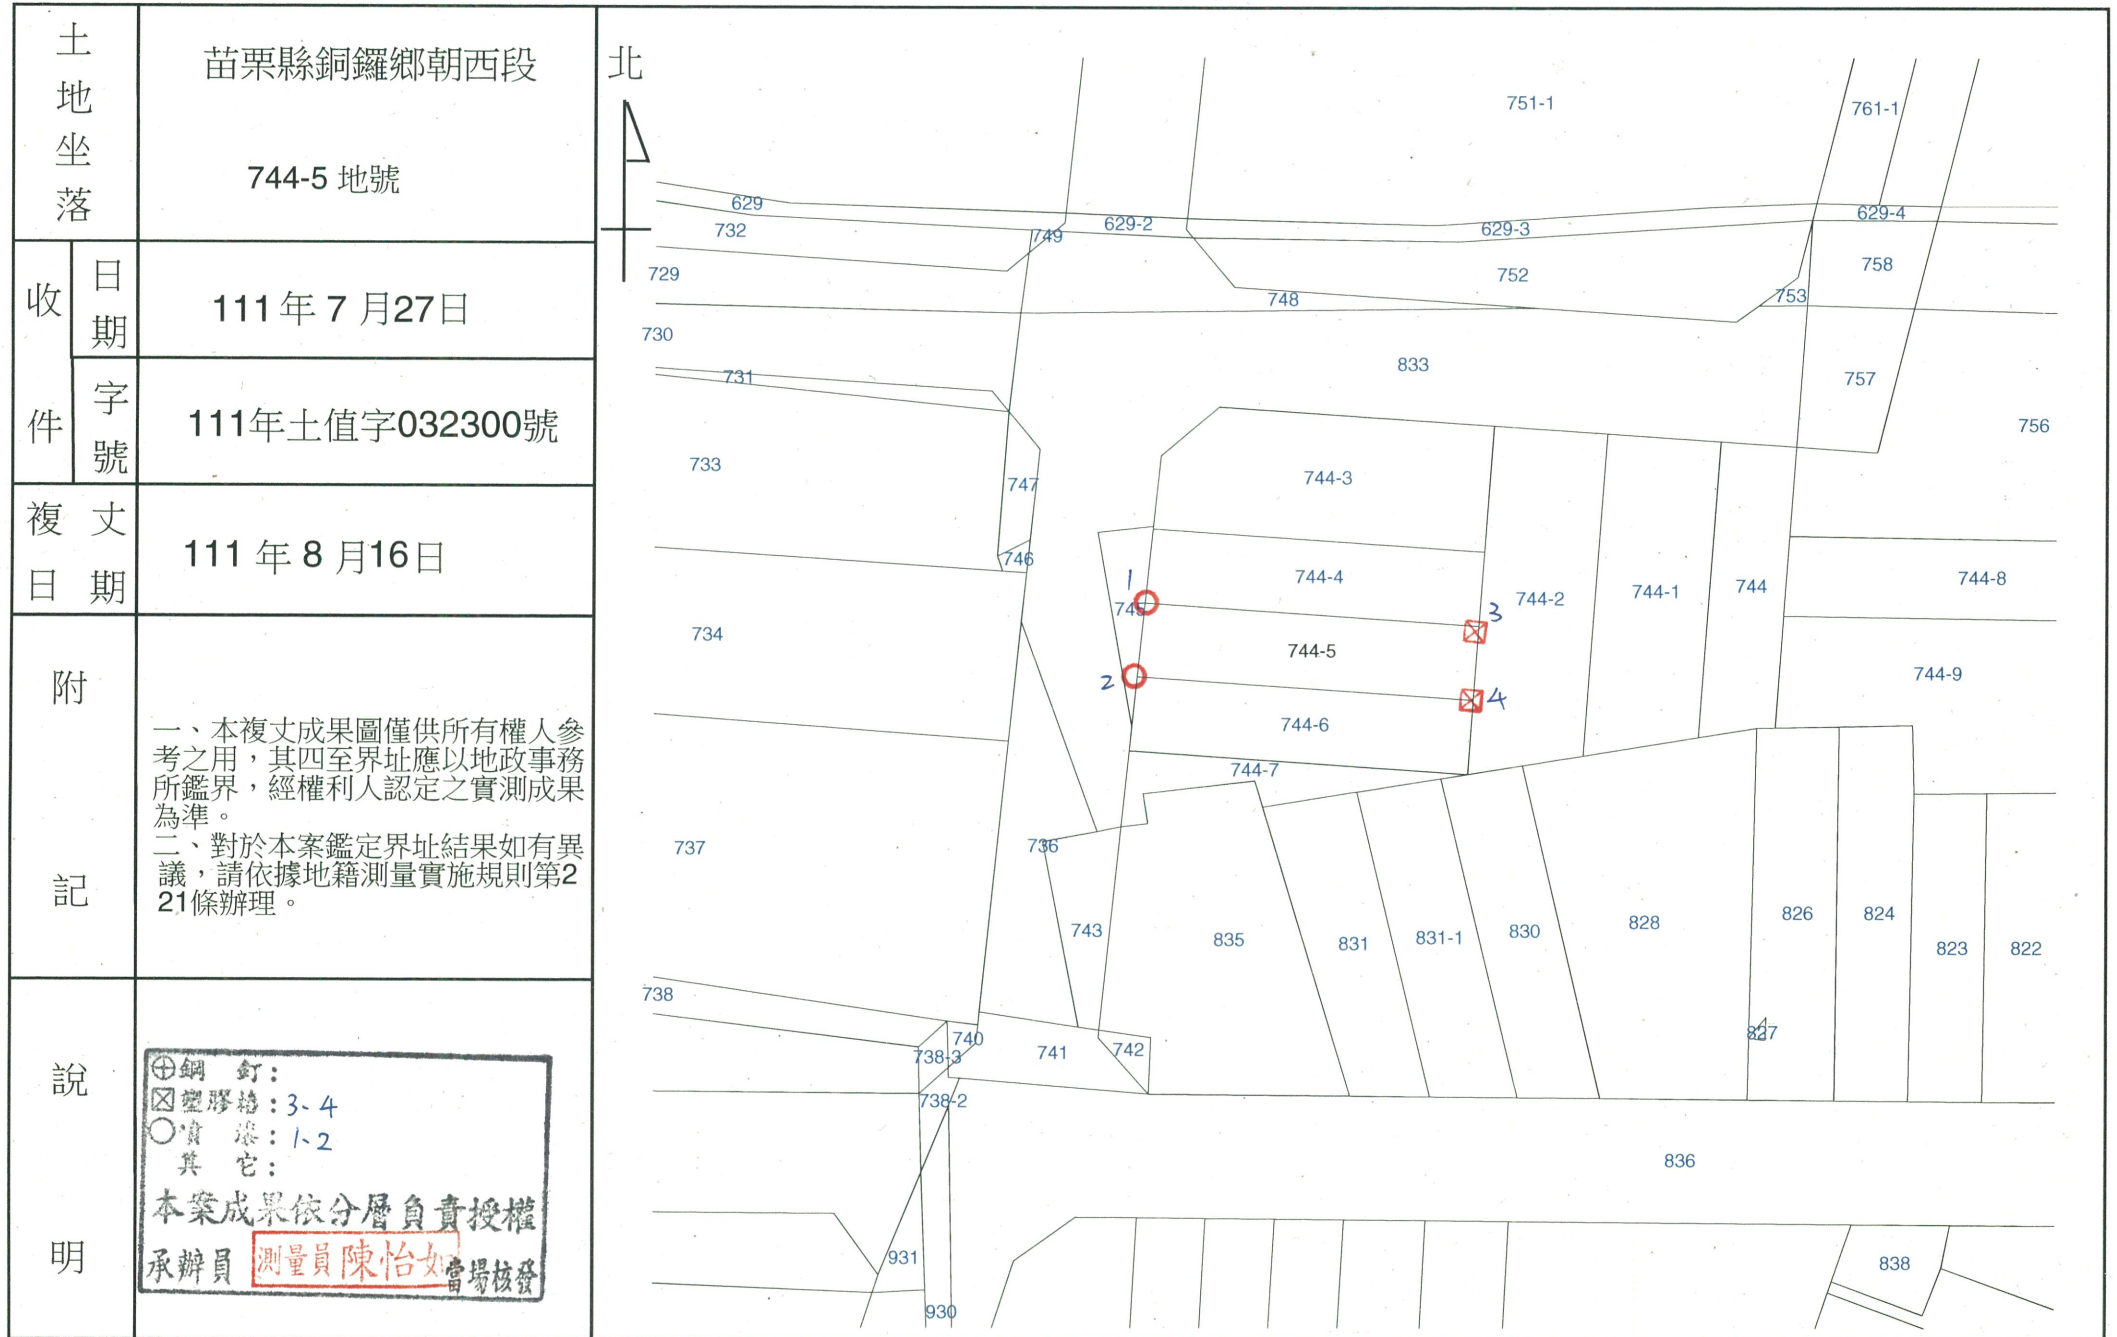 土地坐落
苗栗縣銅鑼鄉朝西段
744-5 地號
收件
日期
111 年 7 月27日
字號
111年土值字032300號
複丈日期
111 年 8 月16日
附記
一、本複丈成果圖僅供所有權人參
考之用，其四至界址應以地政事務
所鑑界，經權利人認定之實測成果
為準。
二、對於本案鑑定界址結果如有異
議，請依據地籍測量實施規則第2
21條辦理。
說明
⊕鋼 釘：
☒塑膠樁：3、4
○噴 漆：1、2
其 它：
本案成果依分層負責授權
承辦員 測量員陳怡如 當場核發
北
751-1
761-1
629
629-2
629-3
629-4
732
749
729
752
758
748
753
730
833
731
757
756
733
744-3
747
746
744-4
744-2
744-1
744
744-8
1
745
3
734
744-5
744-9
2
4
744-6
744-7
737
736
743
835
831
831-1
830
828
826
824
823
822
738
740
738-3
741
742
827
738-2
836
931
838
930